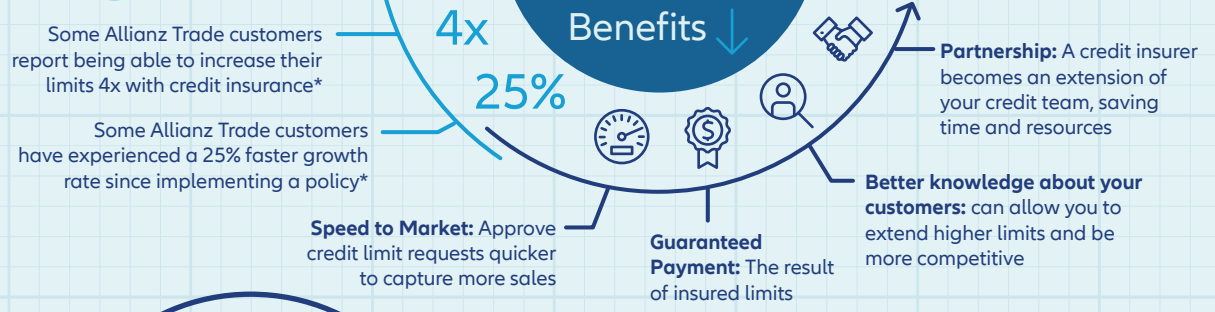 Benefits
4x
25%
Some Allianz Trade customers
report being able to increase their
limits 4x with credit insurance*
Some Allianz Trade customers
have experienced a 25% faster growth
rate since implementing a policy*
Speed to Market: Approve
credit limit requests quicker
to capture more sales
Guaranteed
Payment: The result
of insured limits
Better knowledge about your
customers: can allow you to
extend higher limits and be
more competitive
Partnership: A credit insurer
becomes an extension of
your credit team, saving
time and resources
$